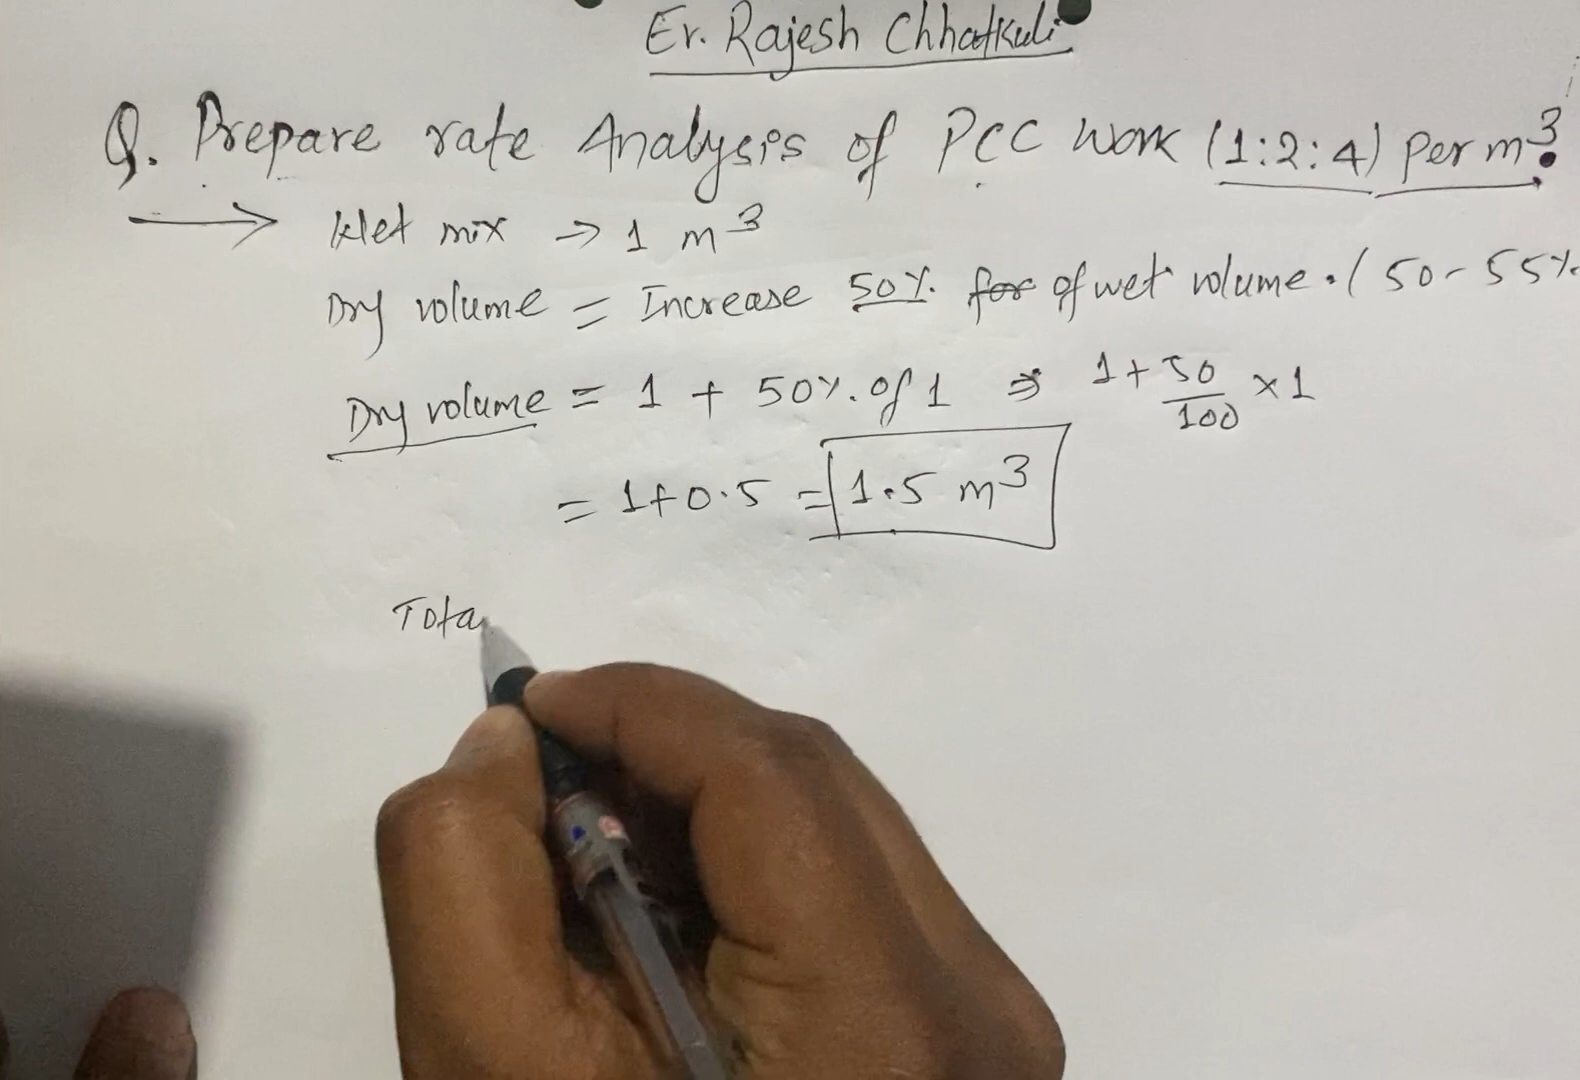 Er. Rajesh Chhatkuli
Q. Prepare rate Analysis of PCC work (1:2:4) per m³.
→ Wet mix → 1 m³
Dry volume = Increase 50% for of wet volume. (50-55%
Dry volume = 1 + 50% of 1 ⇒ 1 + 50/100 × 1
= 1+0.5 = 1.5 m³
Tota